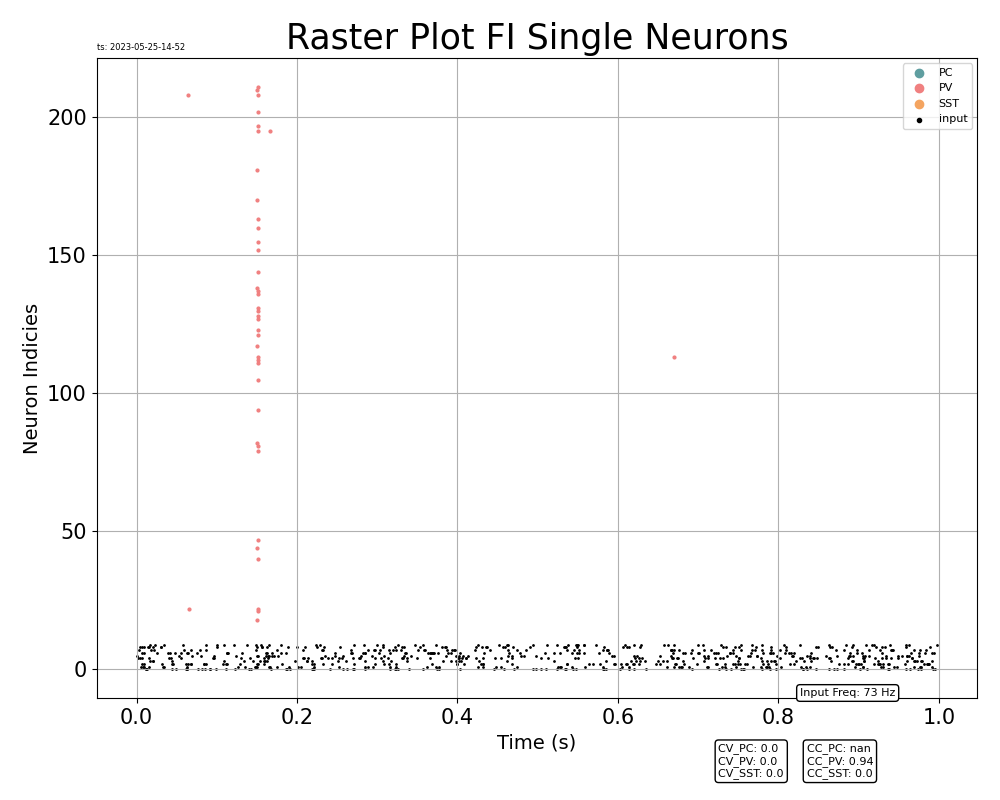 Raster Plot FI Single Neurons
ts: 2023-05-25-14-52
PC
PV
SST
input
200
150
100
50
0
Neuron Indicies
0.0 0.2 0.4 0.6 0.8 1.0
Time (s)
Input Freq: 73 Hz
CV_PC: 0.0
CV_PV: 0.0
CV_SST: 0.0
CC_PC: nan
CC_PV: 0.94
CC_SST: 0.0